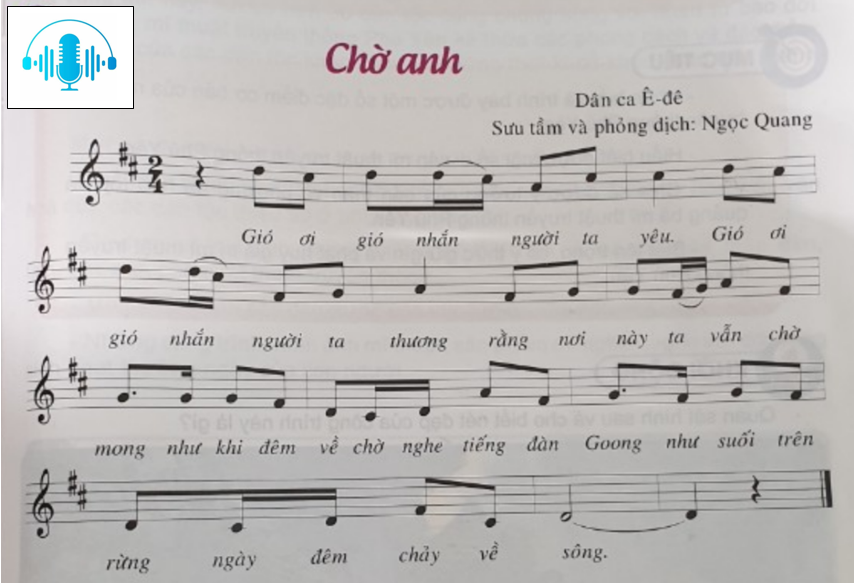 Chờ anh
Dân ca Ê-đê
Sưu tầm và phỏng dịch: Ngọc Quang
2
4
Gió ơi gió nhắn người ta yêu. Gió ơi
gió nhắn người ta thương rằng nơi này ta vẫn chờ
mong như khi đêm về chờ nghe tiếng đàn Goong như suối trên
rừng ngày đêm chảy về sông.